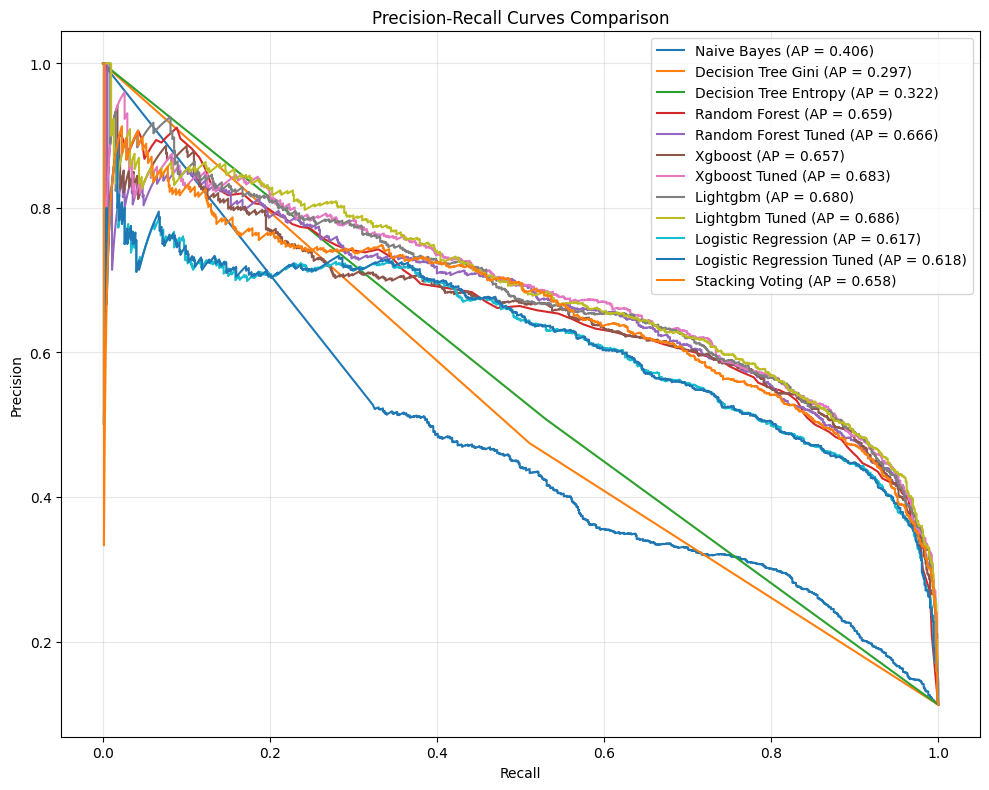 Precision-Recall Curves Comparison
Naive Bayes (AP = 0.406)
Decision Tree Gini (AP = 0.297)
Decision Tree Entropy (AP = 0.322)
Random Forest (AP = 0.659)
Random Forest Tuned (AP = 0.666)
Xgboost (AP = 0.657)
Xgboost Tuned (AP = 0.683)
Lightgbm (AP = 0.680)
Lightgbm Tuned (AP = 0.686)
Logistic Regression (AP = 0.617)
Logistic Regression Tuned (AP = 0.618)
Stacking Voting (AP = 0.658)
1.0
0.8
0.6
0.4
0.2
Precision
0.0 0.2 0.4 0.6 0.8 1.0
Recall